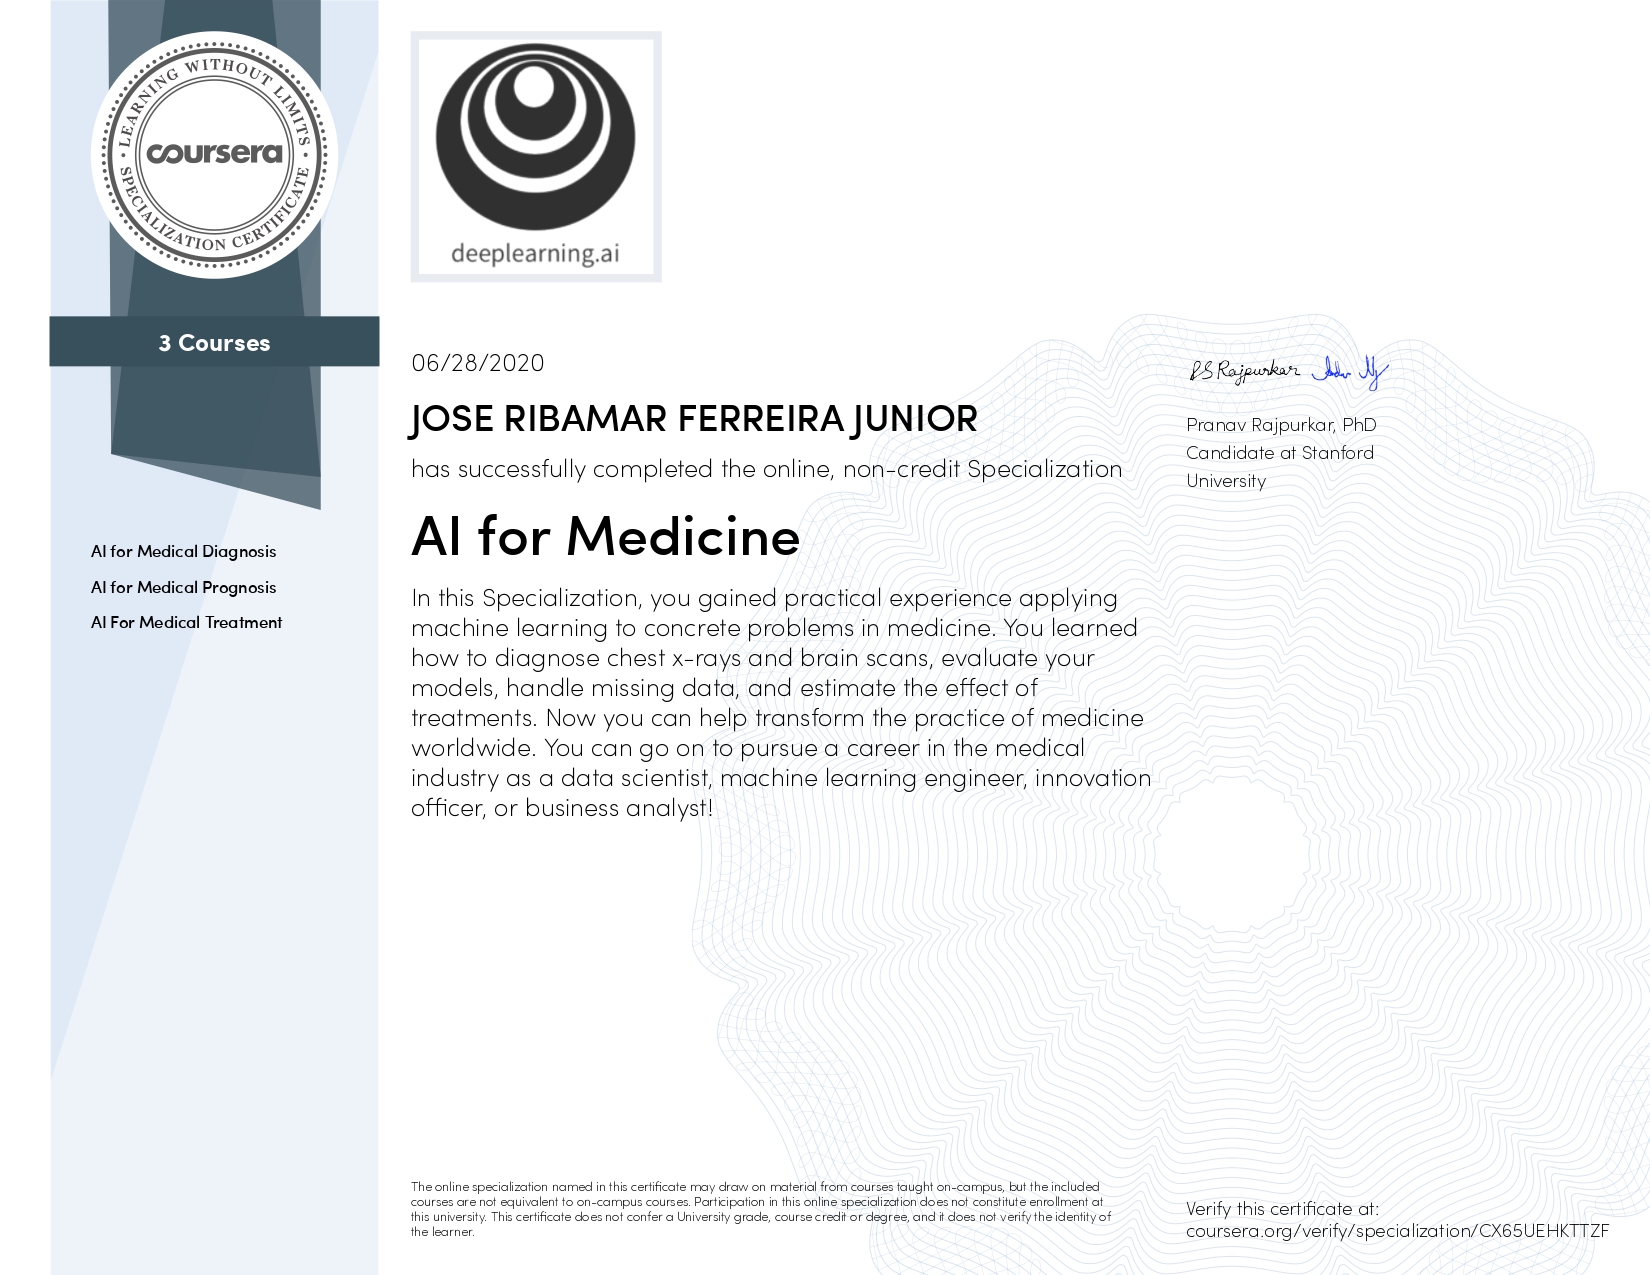 LEARNING WITHOUT LIMITS
coursera
SPECIALIZATION CERTIFICATE
3 Courses
AI for Medical Diagnosis
AI for Medical Prognosis
AI For Medical Treatment
deeplearning.ai
06/28/2020
JOSE RIBAMAR FERREIRA JUNIOR
has successfully completed the online, non-credit Specialization
AI for Medicine
In this Specialization, you gained practical experience applying
machine learning to concrete problems in medicine. You learned
how to diagnose chest x-rays and brain scans, evaluate your
models, handle missing data, and estimate the effect of
treatments. Now you can help transform the practice of medicine
worldwide. You can go on to pursue a career in the medical
industry as a data scientist, machine learning engineer, innovation
officer, or business analyst!
PS Rajpurkar
Pranav Rajpurkar, PhD
Candidate at Stanford
University
The online specialization named in this certificate may draw on material from courses taught on-campus, but the included
courses are not equivalent to on-campus courses. Participation in this online specialization does not constitute enrollment at
this university. This certificate does not confer a University grade, course credit or degree, and it does not verify the identity of
the learner.
Verify this certificate at:
coursera.org/verify/specialization/CX65UEHKTTZF